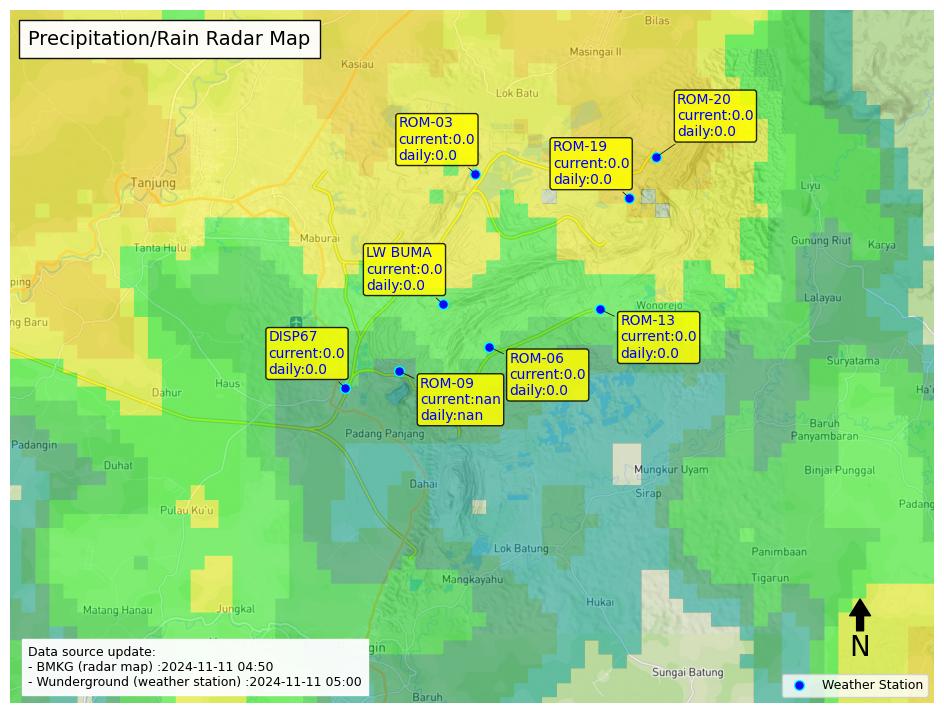 Precipitation/Rain Radar Map
Bilas
Masingai II
Kasiau
Lok Batu
ROM-20
current:0.0
daily:0.0
ROM-03
current:0.0
daily:0.0
ROM-19
current:0.0
daily:0.0
Tanjung
Liyu
Maburai
Tanta Hulu
Gunung Riut
Karya
LW BUMA
current:0.0
daily:0.0
ping
Lalayau
Wonorejo
ng Baru
ROM-13
current:0.0
daily:0.0
DISP67
current:0.0
daily:0.0
ROM-06
current:0.0
daily:0.0
Suryatama
Haus
Dahur
ROM-09
current:nan
daily:nan
Ha'u
Baruh
Panyambaran
Padang Panjang
Padangin
Duhat
Mungkur Uyam
Binjai Punggal
Dahai
Sirap
Padang
Pulau Ku'u
Lok Batung
Panimbaan
Mangkayahu
Tigarun
Hukai
Matang Hanau
Jungkal
N
gin
Data source update:
- BMKG (radar map) :2024-11-11 04:50
- Wunderground (weather station) :2024-11-11 05:00
Sungai Batung
Weather Station
Baruh